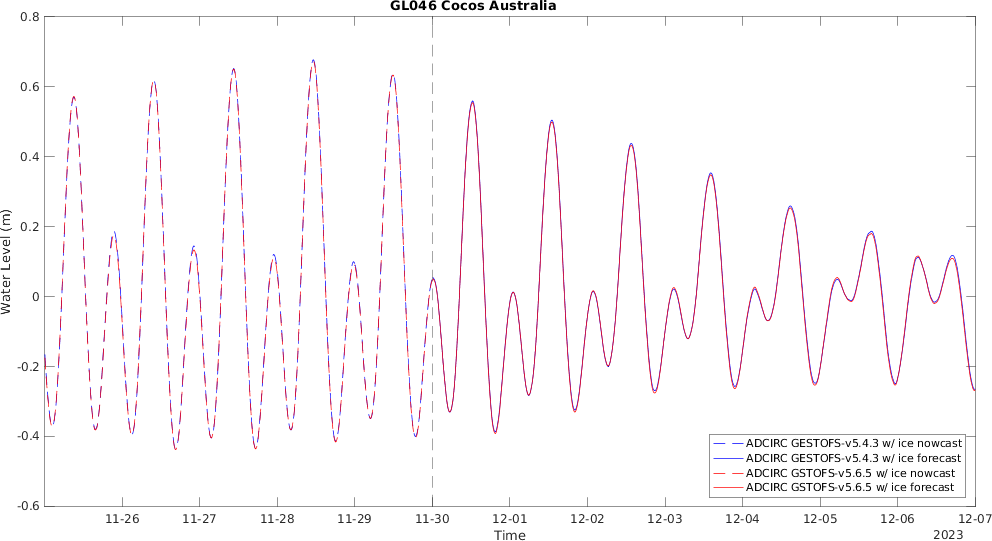 GL046 Cocos Australia
0.8
0.6
0.4
0.2
0
-0.2
-0.4
-0.6
Water Level (m)
11-26 11-27 11-28 11-29 11-30 12-01 12-02 12-03 12-04 12-05 12-06 12-07
Time
2023
ADCIRC GESTOFS-v5.4.3 w/ ice nowcast
ADCIRC GESTOFS-v5.4.3 w/ ice forecast
ADCIRC GSTOFS-v5.6.5 w/ ice nowcast
ADCIRC GSTOFS-v5.6.5 w/ ice forecast